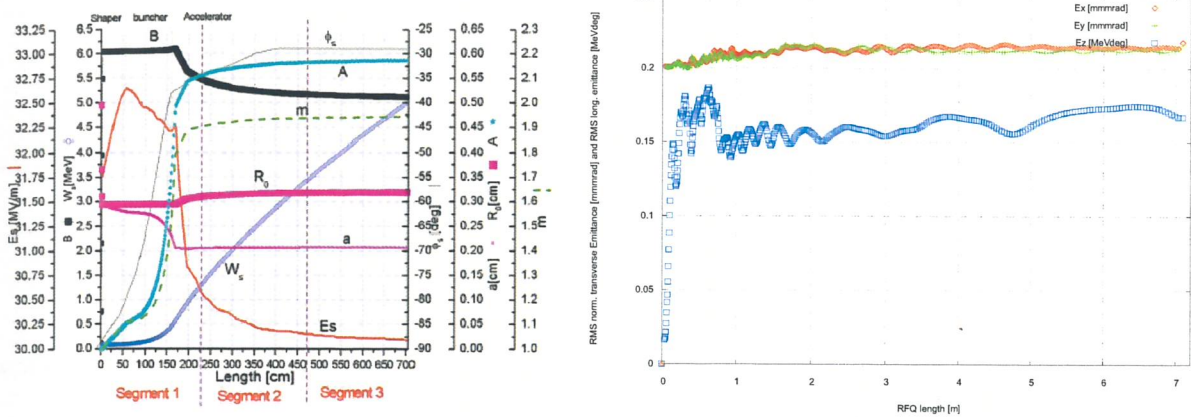 Shaper buncher Accelerator
33.25 6.5 -25 0.65 2.3
33.00 6.0 -30 0.60 2.2
32.75 5.5 -35 0.55 2.1
32.50 5.0 -40 0.50 2.0
32.25 4.5 -45 0.45 1.9
32.00 4.0 -50 0.40 1.8
31.75 3.5 -55 0.35 1.7
31.50 3.0 -60 0.30 1.6
31.25 2.5 -65 0.25 1.5
31.00 2.0 -70 0.20 1.4
30.75 1.5 -75 0.15 1.3
30.50 1.0 -80 0.10 1.2
30.25 0.5 -85 0.05 1.1
30.00 0.0 -90 0.00 1.0
Es [MV/m]
B
Ws[MeV]
B
ϕs
A
m
R0
a
Ws
Es
ϕs [deg]
a[cm]
R0[cm]
A
m
0 50 100 150 200 250 300 350 400 450 500 550 600 650 700
Length [cm]
Segment 1 Segment 2 Segment 3
RMS norm. transverse Emittance [mmmrad] and RMS long. emittance [MeVdeg]
Ex [mmmrad]
Ey [mmmrad]
Ez [MeVdeg]
0.2
0.15
0.1
0.05
0
0 1 2 3 4 5 6 7
RFQ length [m]